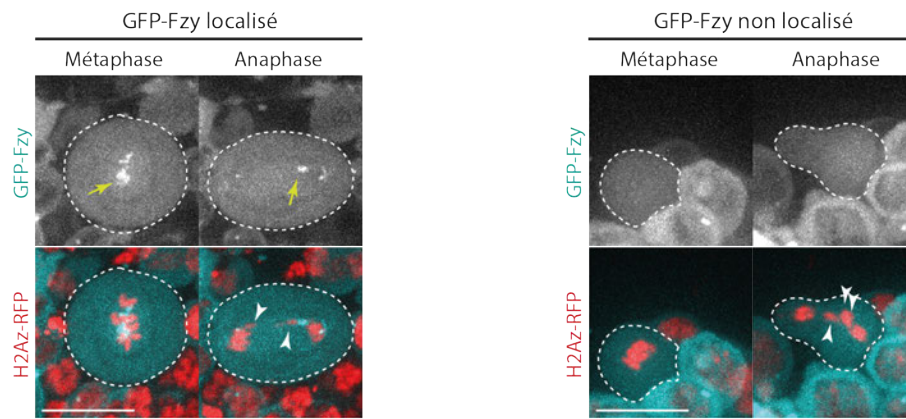 GFP-Fzy localisé
GFP-Fzy non localisé
Métaphase
Anaphase
Métaphase
Anaphase
GFP-Fzy
GFP-Fzy
H2Az-RFP
H2Az-RFP